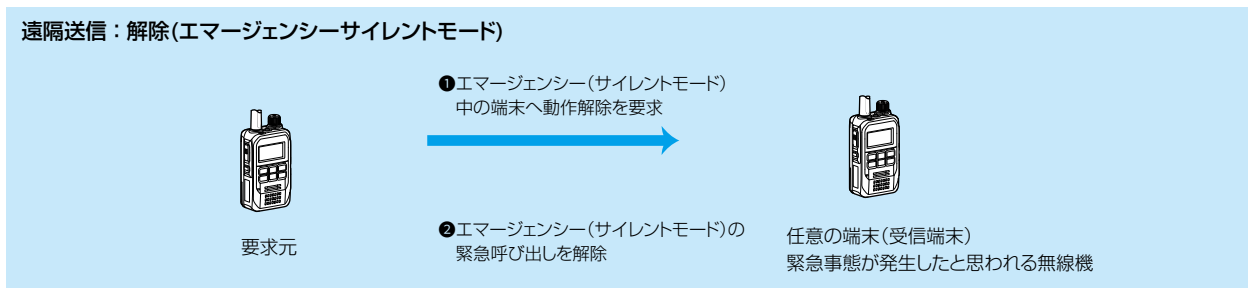 遠隔送信：解除(エマージェンシーサイレントモード)
❶エマージェンシー(サイレントモード)
中の端末へ動作解除を要求
要求元
❷エマージェンシー(サイレントモード)の
緊急呼び出しを解除
任意の端末(受信端末)
緊急事態が発生したと思われる無線機